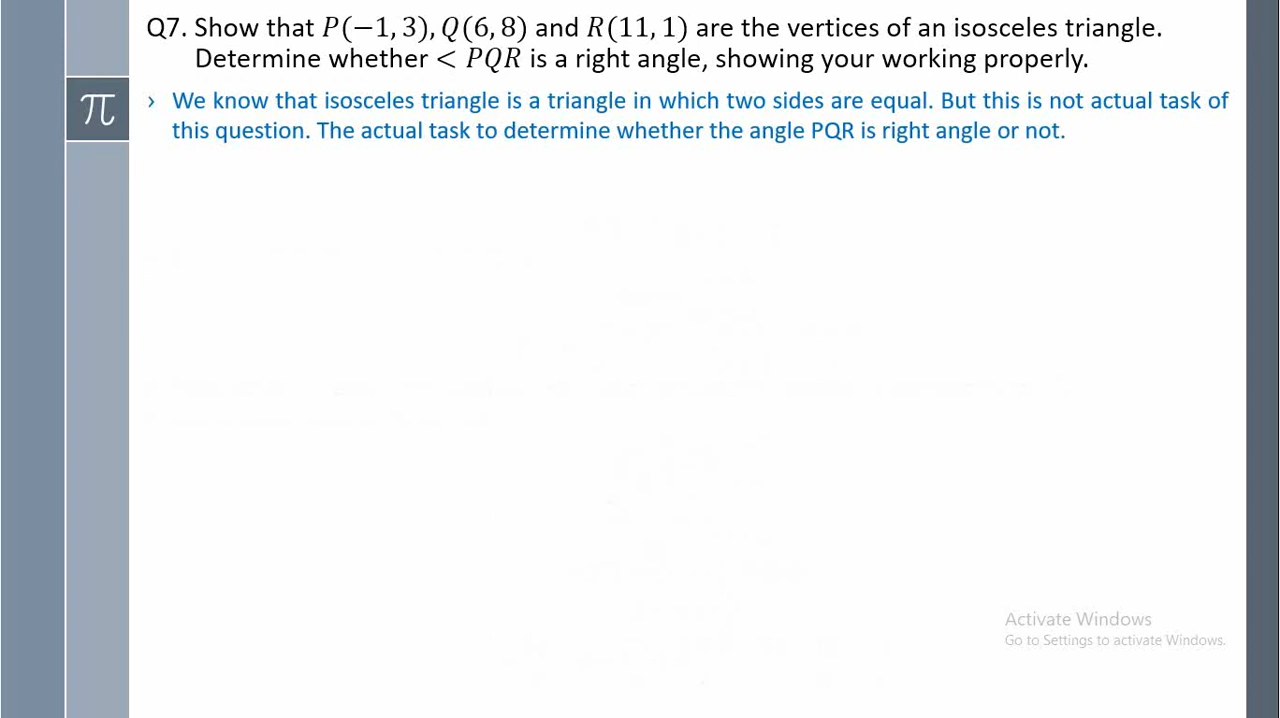 Q7. Show that P(−1, 3), Q(6, 8) and R(11, 1) are the vertices of an isosceles triangle.
Determine whether < PQR is a right angle, showing your working properly.
π
› We know that isosceles triangle is a triangle in which two sides are equal. But this is not actual task of
this question. The actual task to determine whether the angle PQR is right angle or not.
Activate Windows
Go to Settings to activate Windows.